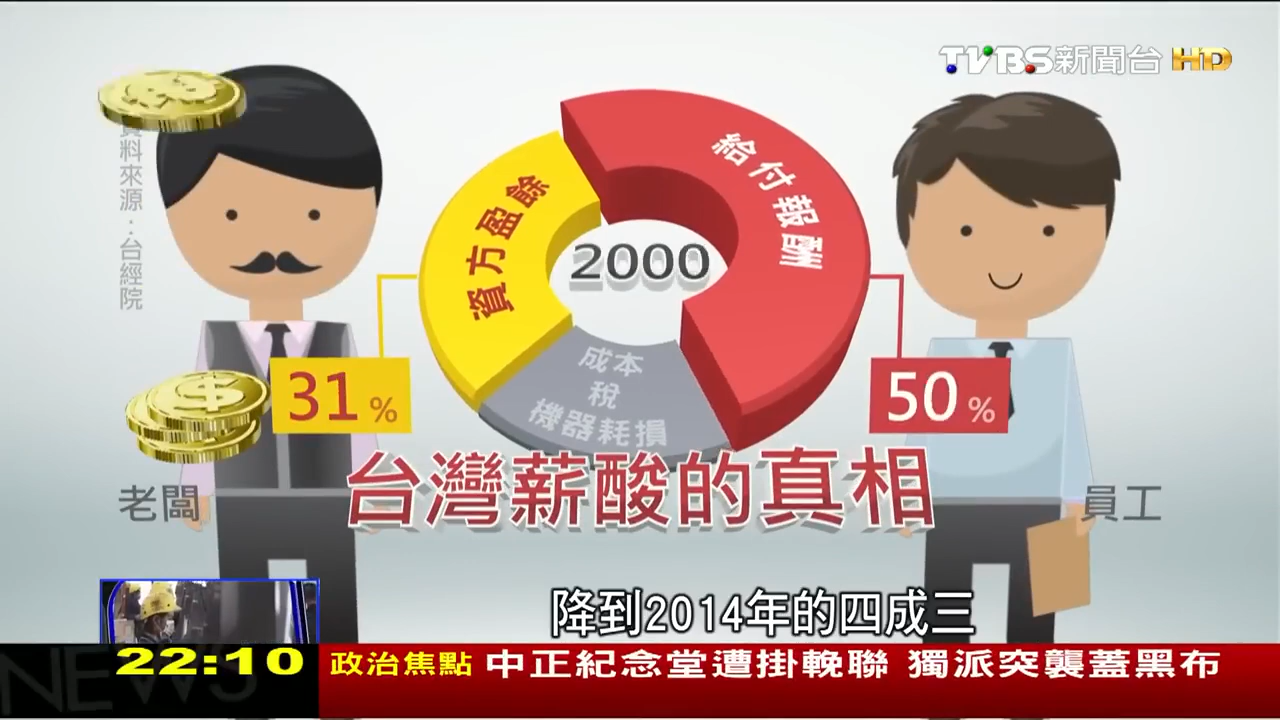 TVBS新聞台 HD
資料來源：台經院
資方盈餘
給付報酬
2000
成本
稅
機器耗損
31%
50%
台灣薪酸的真相
老闆
員工
降到2014年的四成三
NEWS
22:10
政治焦點 中正紀念堂遭掛輓聯 獨派突襲蓋黑布